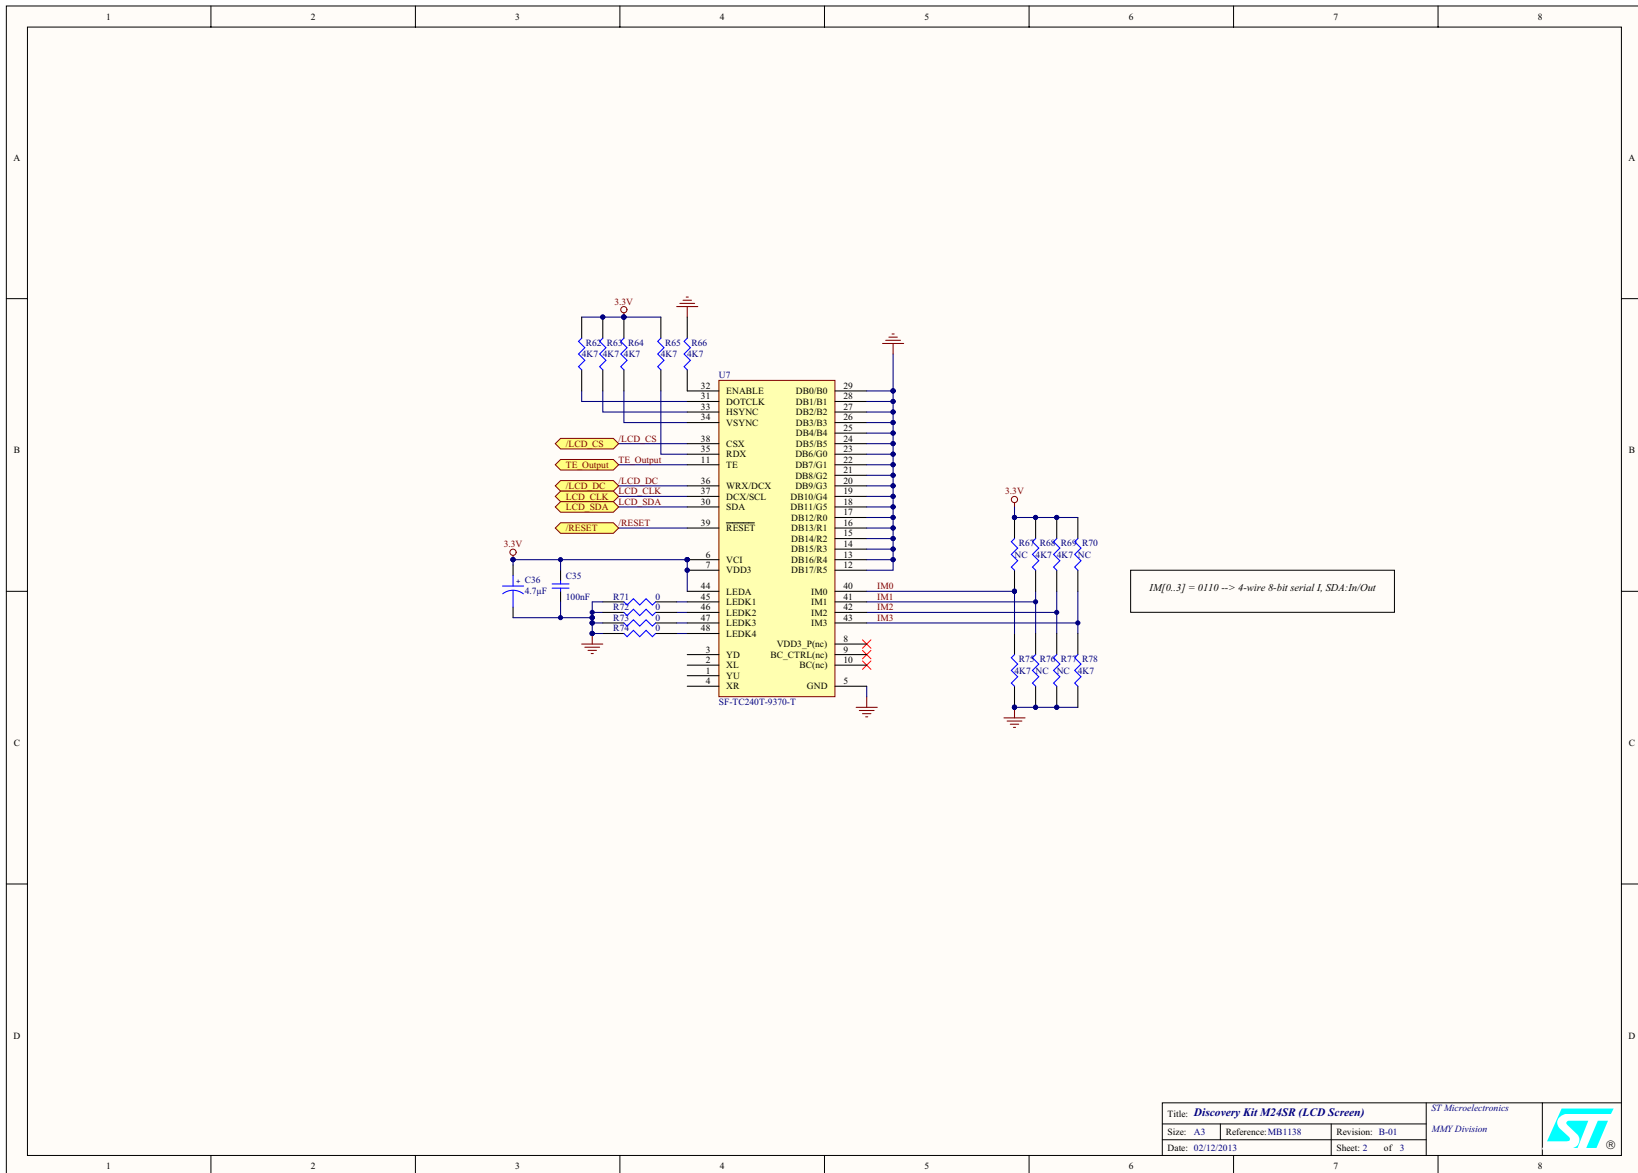 1 2 3 4 5 6 7 8
A A
3.3V
R62 R63 R64 R65 R66
4K7 4K7 4K7 4K7 4K7
U7
32 ENABLE DB0/B0 29
31 DOTCLK DB1/B1 28
33 HSYNC DB2/B2 27
34 VSYNC DB3/B3 26
DB4/B4 25
/LCD_CS /LCD_CS 38 CSX DB5/B5 24
B B
35 RDX DB6/G0 23
TE_Output TE_Output 11 TE DB7/G1 22
DB8/G2 21
/LCD_DC /LCD_DC 36 WRX/DCX DB9/G3 20
LCD_CLK LCD_CLK 37 DCX/SCL DB10/G4 19
LCD_SDA LCD_SDA 30 SDA DB11/G5 18
DB12/R0 17
/RESET /RESET 39 RESET DB13/R1 16
DB14/R2 15
DB15/R3 14
3.3V 6 VCI DB16/R4 13
7 VDD3 DB17/R5 12
3.3V
R67 R68 R69 R70
NC 4K7 4K7 NC
C36 C35
4.7µF 100nF
44 LEDA IM0 40 IM0
R71 0 45 LEDK1 IM1 41 IM1
R72 0 46 LEDK2 IM2 42 IM2
R73 0 47 LEDK3 IM3 43 IM3
R74 0 48 LEDK4
IM[0..3] = 0110 --> 4-wire 8-bit serial I, SDA:In/Out
VDD3_P(nc) 8
3 YD BC_CTRL(nc) 9
2 XL BC(nc) 10
1 YU
4 XR GND 5
SF-TC240T-9370-T
R75 R76 R77 R78
4K7 NC NC 4K7
C C
D D
Title: Discovery Kit M24SR (LCD Screen)
Size: A3 Reference: MB1138 Revision: B-01
Date: 02/12/2013 Sheet: 2 of 3
ST Microelectronics
MMY Division
ST ®
1 2 3 4 5 6 7 8